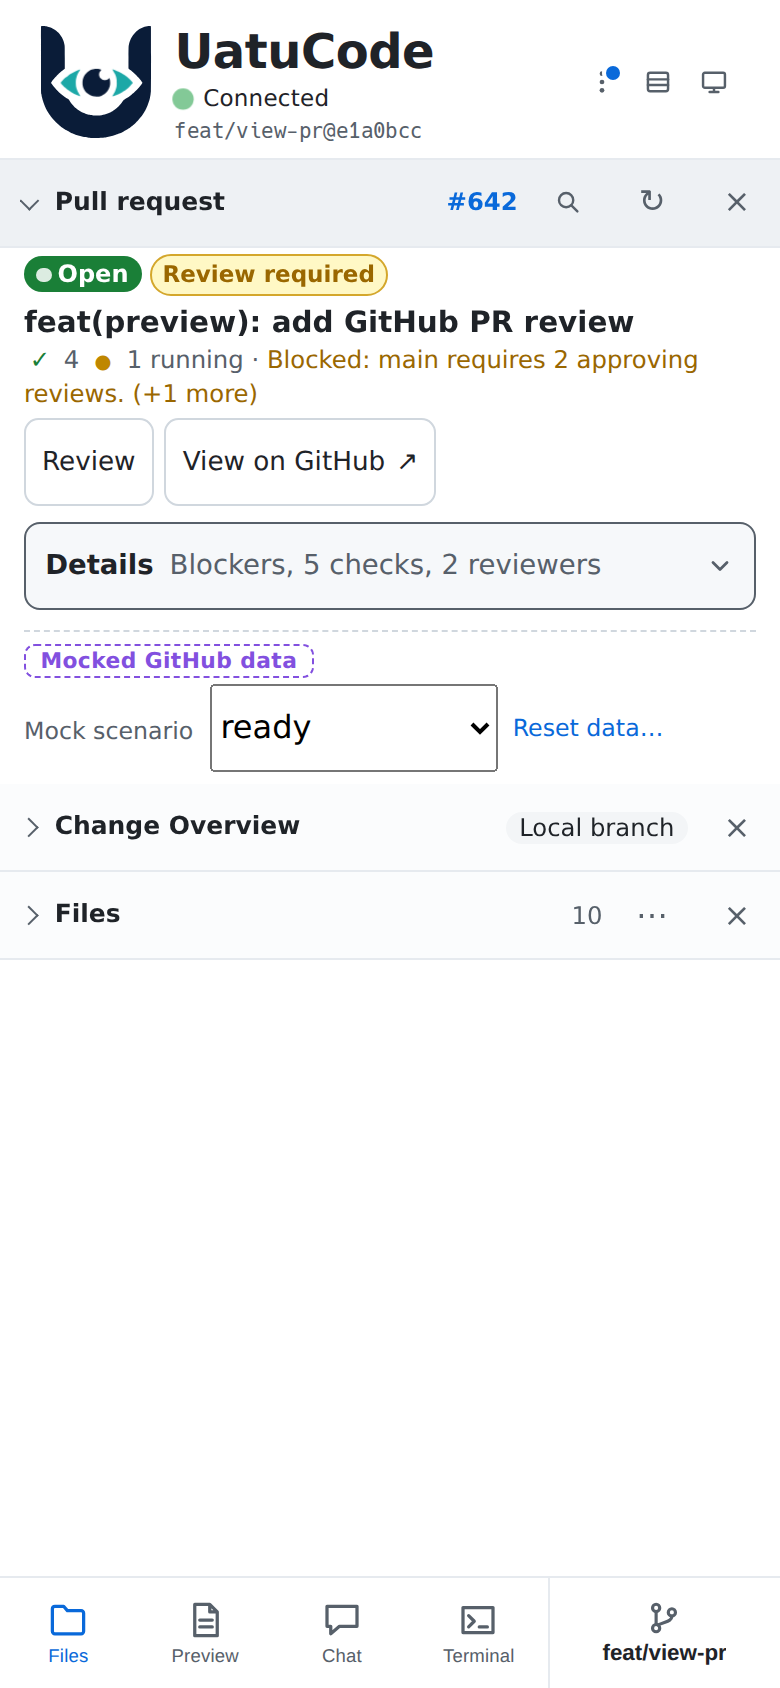 UatuCode
Connected
feat/view-pr@e1a0bcc
Pull request #642
Open Review required
feat(preview): add GitHub PR review
✓ 4 ● 1 running · Blocked: main requires 2 approving
reviews. (+1 more)
Review View on GitHub ↗
Details Blockers, 5 checks, 2 reviewers
Mocked GitHub data
Mock scenario ready Reset data...
Change Overview Local branch
Files 10 ...
Files Preview Chat Terminal feat/view-pr